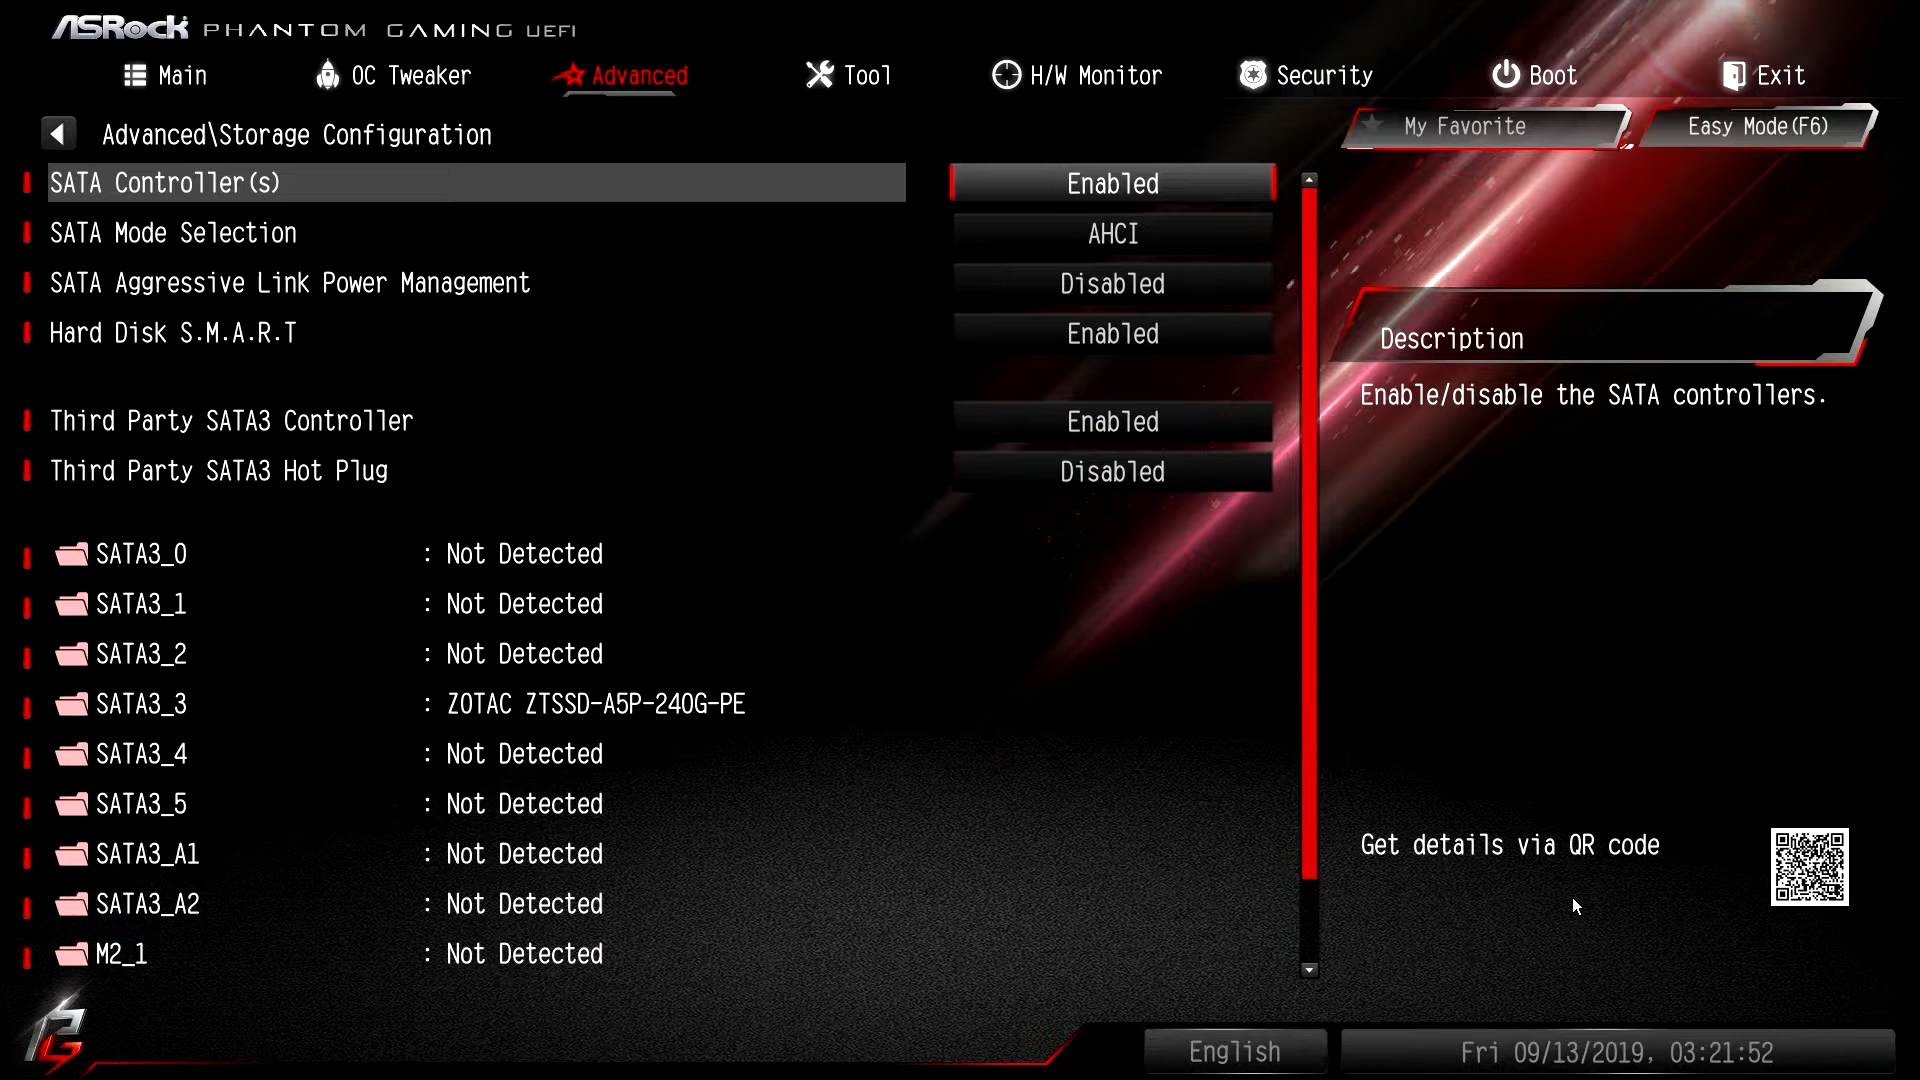 ASRock PHANTOM GAMING UEFI
Main OC Tweaker Advanced Tool H/W Monitor Security Boot Exit
My Favorite Easy Mode(F6)
Advanced\Storage Configuration
SATA Controller(s) Enabled
SATA Mode Selection AHCI
SATA Aggressive Link Power Management Disabled
Hard Disk S.M.A.R.T Enabled
Third Party SATA3 Controller Enabled
Third Party SATA3 Hot Plug Disabled
SATA3_0 : Not Detected
SATA3_1 : Not Detected
SATA3_2 : Not Detected
SATA3_3 : ZOTAC ZTSSD-A5P-240G-PE
SATA3_4 : Not Detected
SATA3_5 : Not Detected
SATA3_A1 : Not Detected
SATA3_A2 : Not Detected
M2_1 : Not Detected
Description
Enable/disable the SATA controllers.
Get details via QR code
English Fri 09/13/2019, 03:21:52